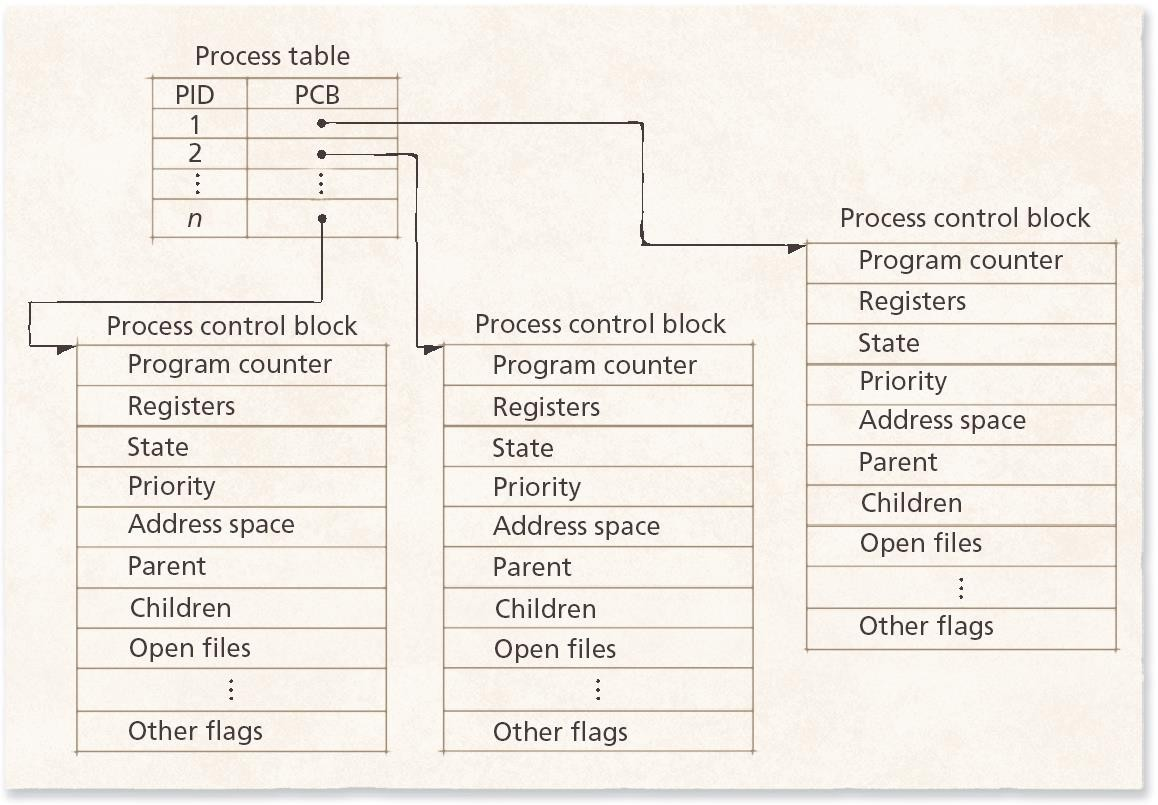 Process table
PID PCB
1
2
⋮ ⋮
n
Process control block
Program counter
Registers
State
Priority
Address space
Parent
Children
Open files
⋮
Other flags
Process control block
Program counter
Registers
State
Priority
Address space
Parent
Children
Open files
⋮
Other flags
Process control block
Program counter
Registers
State
Priority
Address space
Parent
Children
Open files
⋮
Other flags